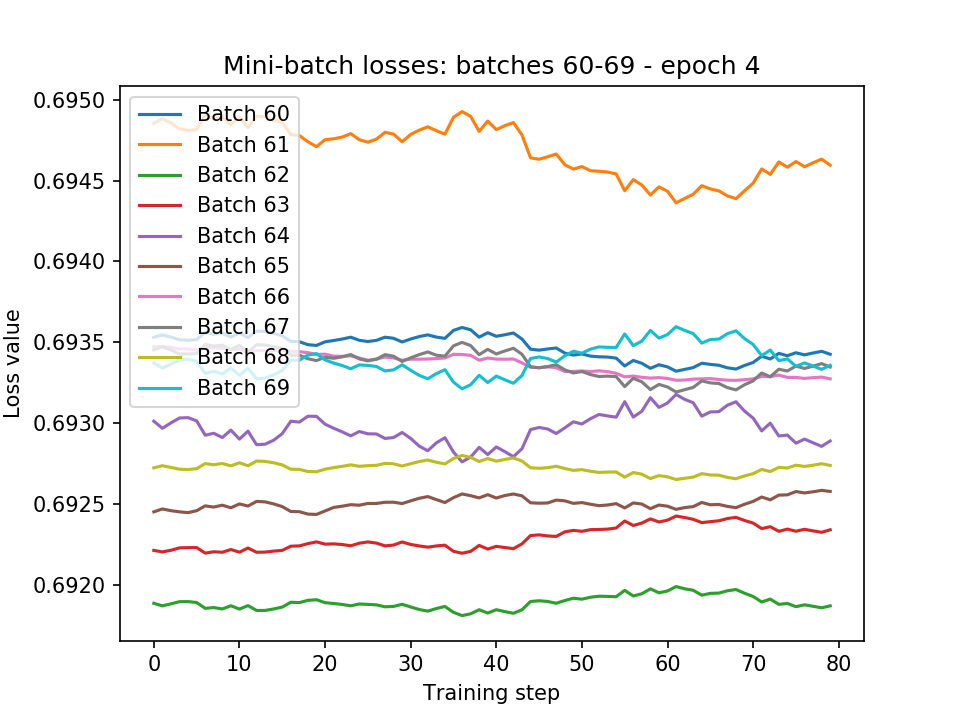 Mini-batch losses: batches 60-69 - epoch 4
0.6950
0.6945
0.6940
0.6935
0.6930
0.6925
0.6920
Loss value
Batch 60
Batch 61
Batch 62
Batch 63
Batch 64
Batch 65
Batch 66
Batch 67
Batch 68
Batch 69
0 10 20 30 40 50 60 70 80
Training step